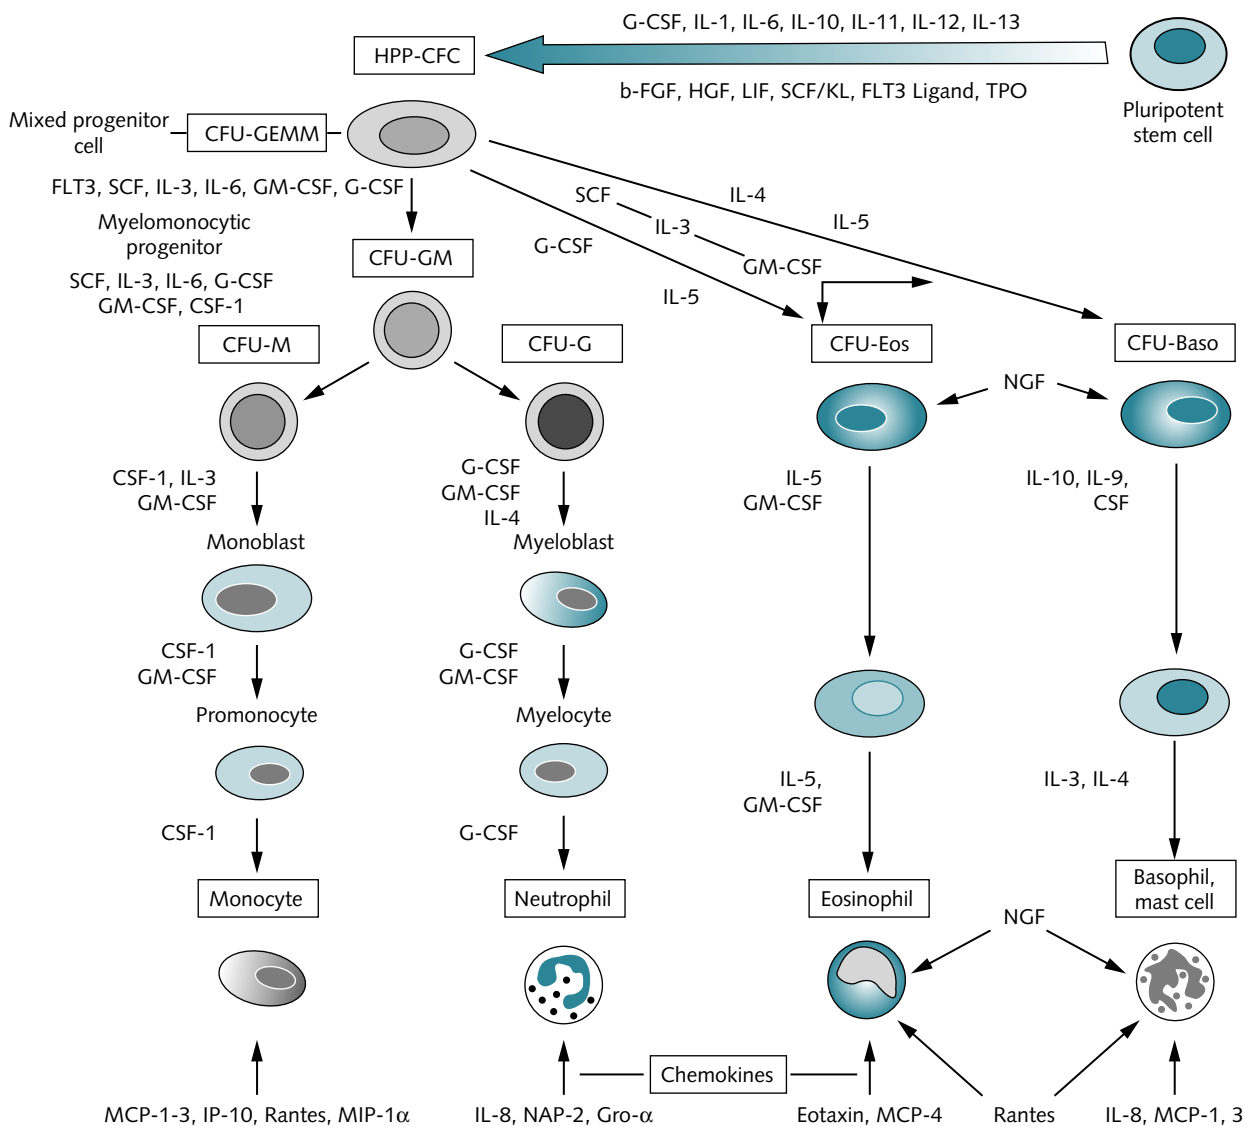 G-CSF, IL-1, IL-6, IL-10, IL-11, IL-12, IL-13
HPP-CFC
b-FGF, HGF, LIF, SCF/KL, FLT3 Ligand, TPO
Pluripotent
stem cell
Mixed progenitor
cell
CFU-GEMM
FLT3, SCF, IL-3, IL-6, GM-CSF, G-CSF
SCF
IL-4
IL-3
IL-5
G-CSF
GM-CSF
IL-5
Myelomonocytic
progenitor
CFU-GM
SCF, IL-3, IL-6, G-CSF
GM-CSF, CSF-1
CFU-M
CFU-G
CFU-Eos
CFU-Baso
NGF
CSF-1, IL-3
GM-CSF
G-CSF
GM-CSF
IL-4
IL-5
GM-CSF
IL-10, IL-9,
CSF
Monoblast
Myeloblast
CSF-1
GM-CSF
G-CSF
GM-CSF
Promonocyte
Myelocyte
IL-5,
GM-CSF
IL-3, IL-4
CSF-1
G-CSF
Monocyte
Neutrophil
Eosinophil
Basophil,
mast cell
NGF
Chemokines
MCP-1-3, IP-10, Rantes, MIP-1α
IL-8, NAP-2, Gro-α
Eotaxin, MCP-4
Rantes
IL-8, MCP-1, 3